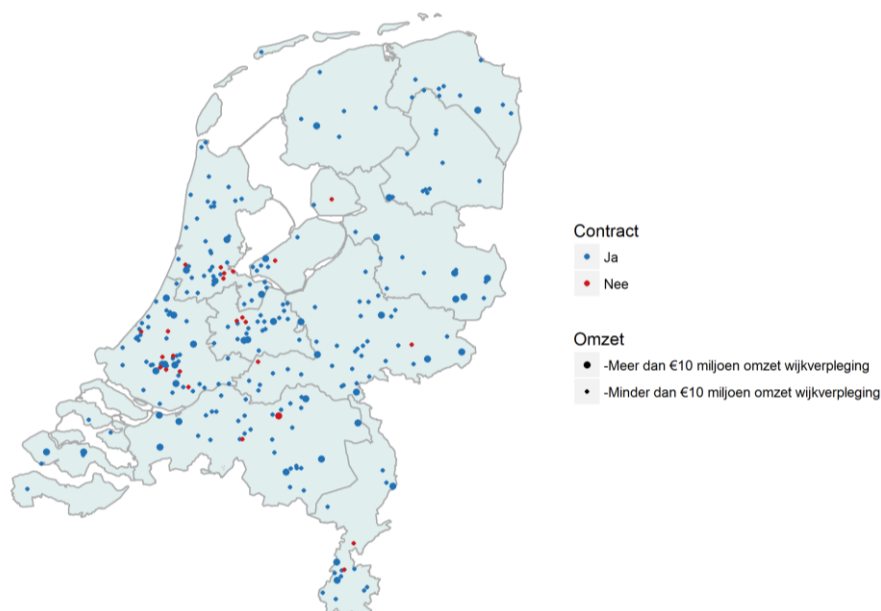 Contract
Ja
Nee
Omzet
-Meer dan €10 miljoen omzet wijkverpleging
-Minder dan €10 miljoen omzet wijkverpleging